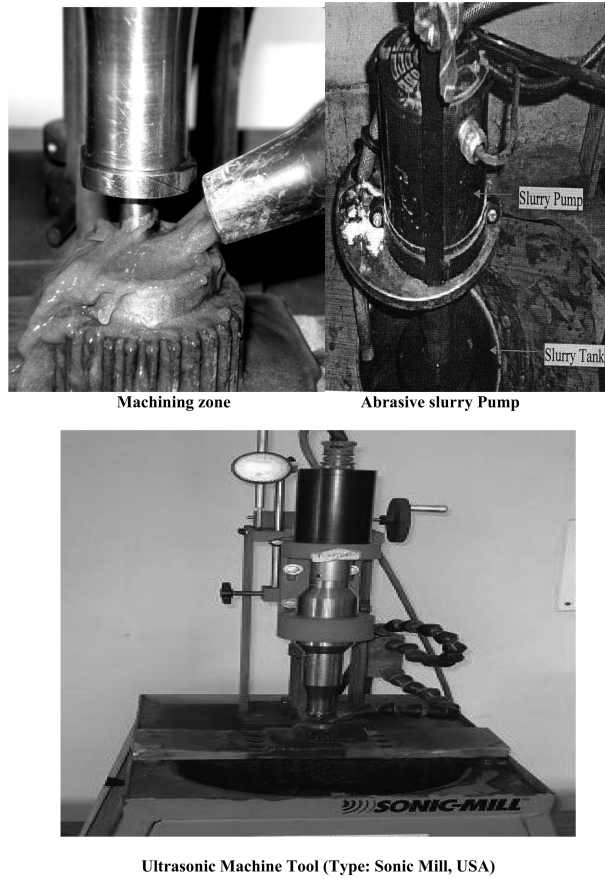 Slurry Pump
Slurry Tank
Machining zone
Abrasive slurry Pump
SONIC-MILL
Ultrasonic Machine Tool (Type: Sonic Mill, USA)